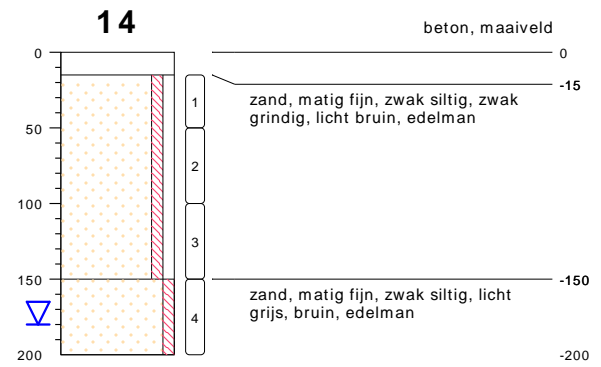 14
beton, maaiveld
0
0
-15
zand, matig fijn, zwak siltig, zwak
grindig, licht bruin, edelman
1
50
2
100
3
150
-150
zand, matig fijn, zwak siltig, licht
grijs, bruin, edelman
4
200
-200